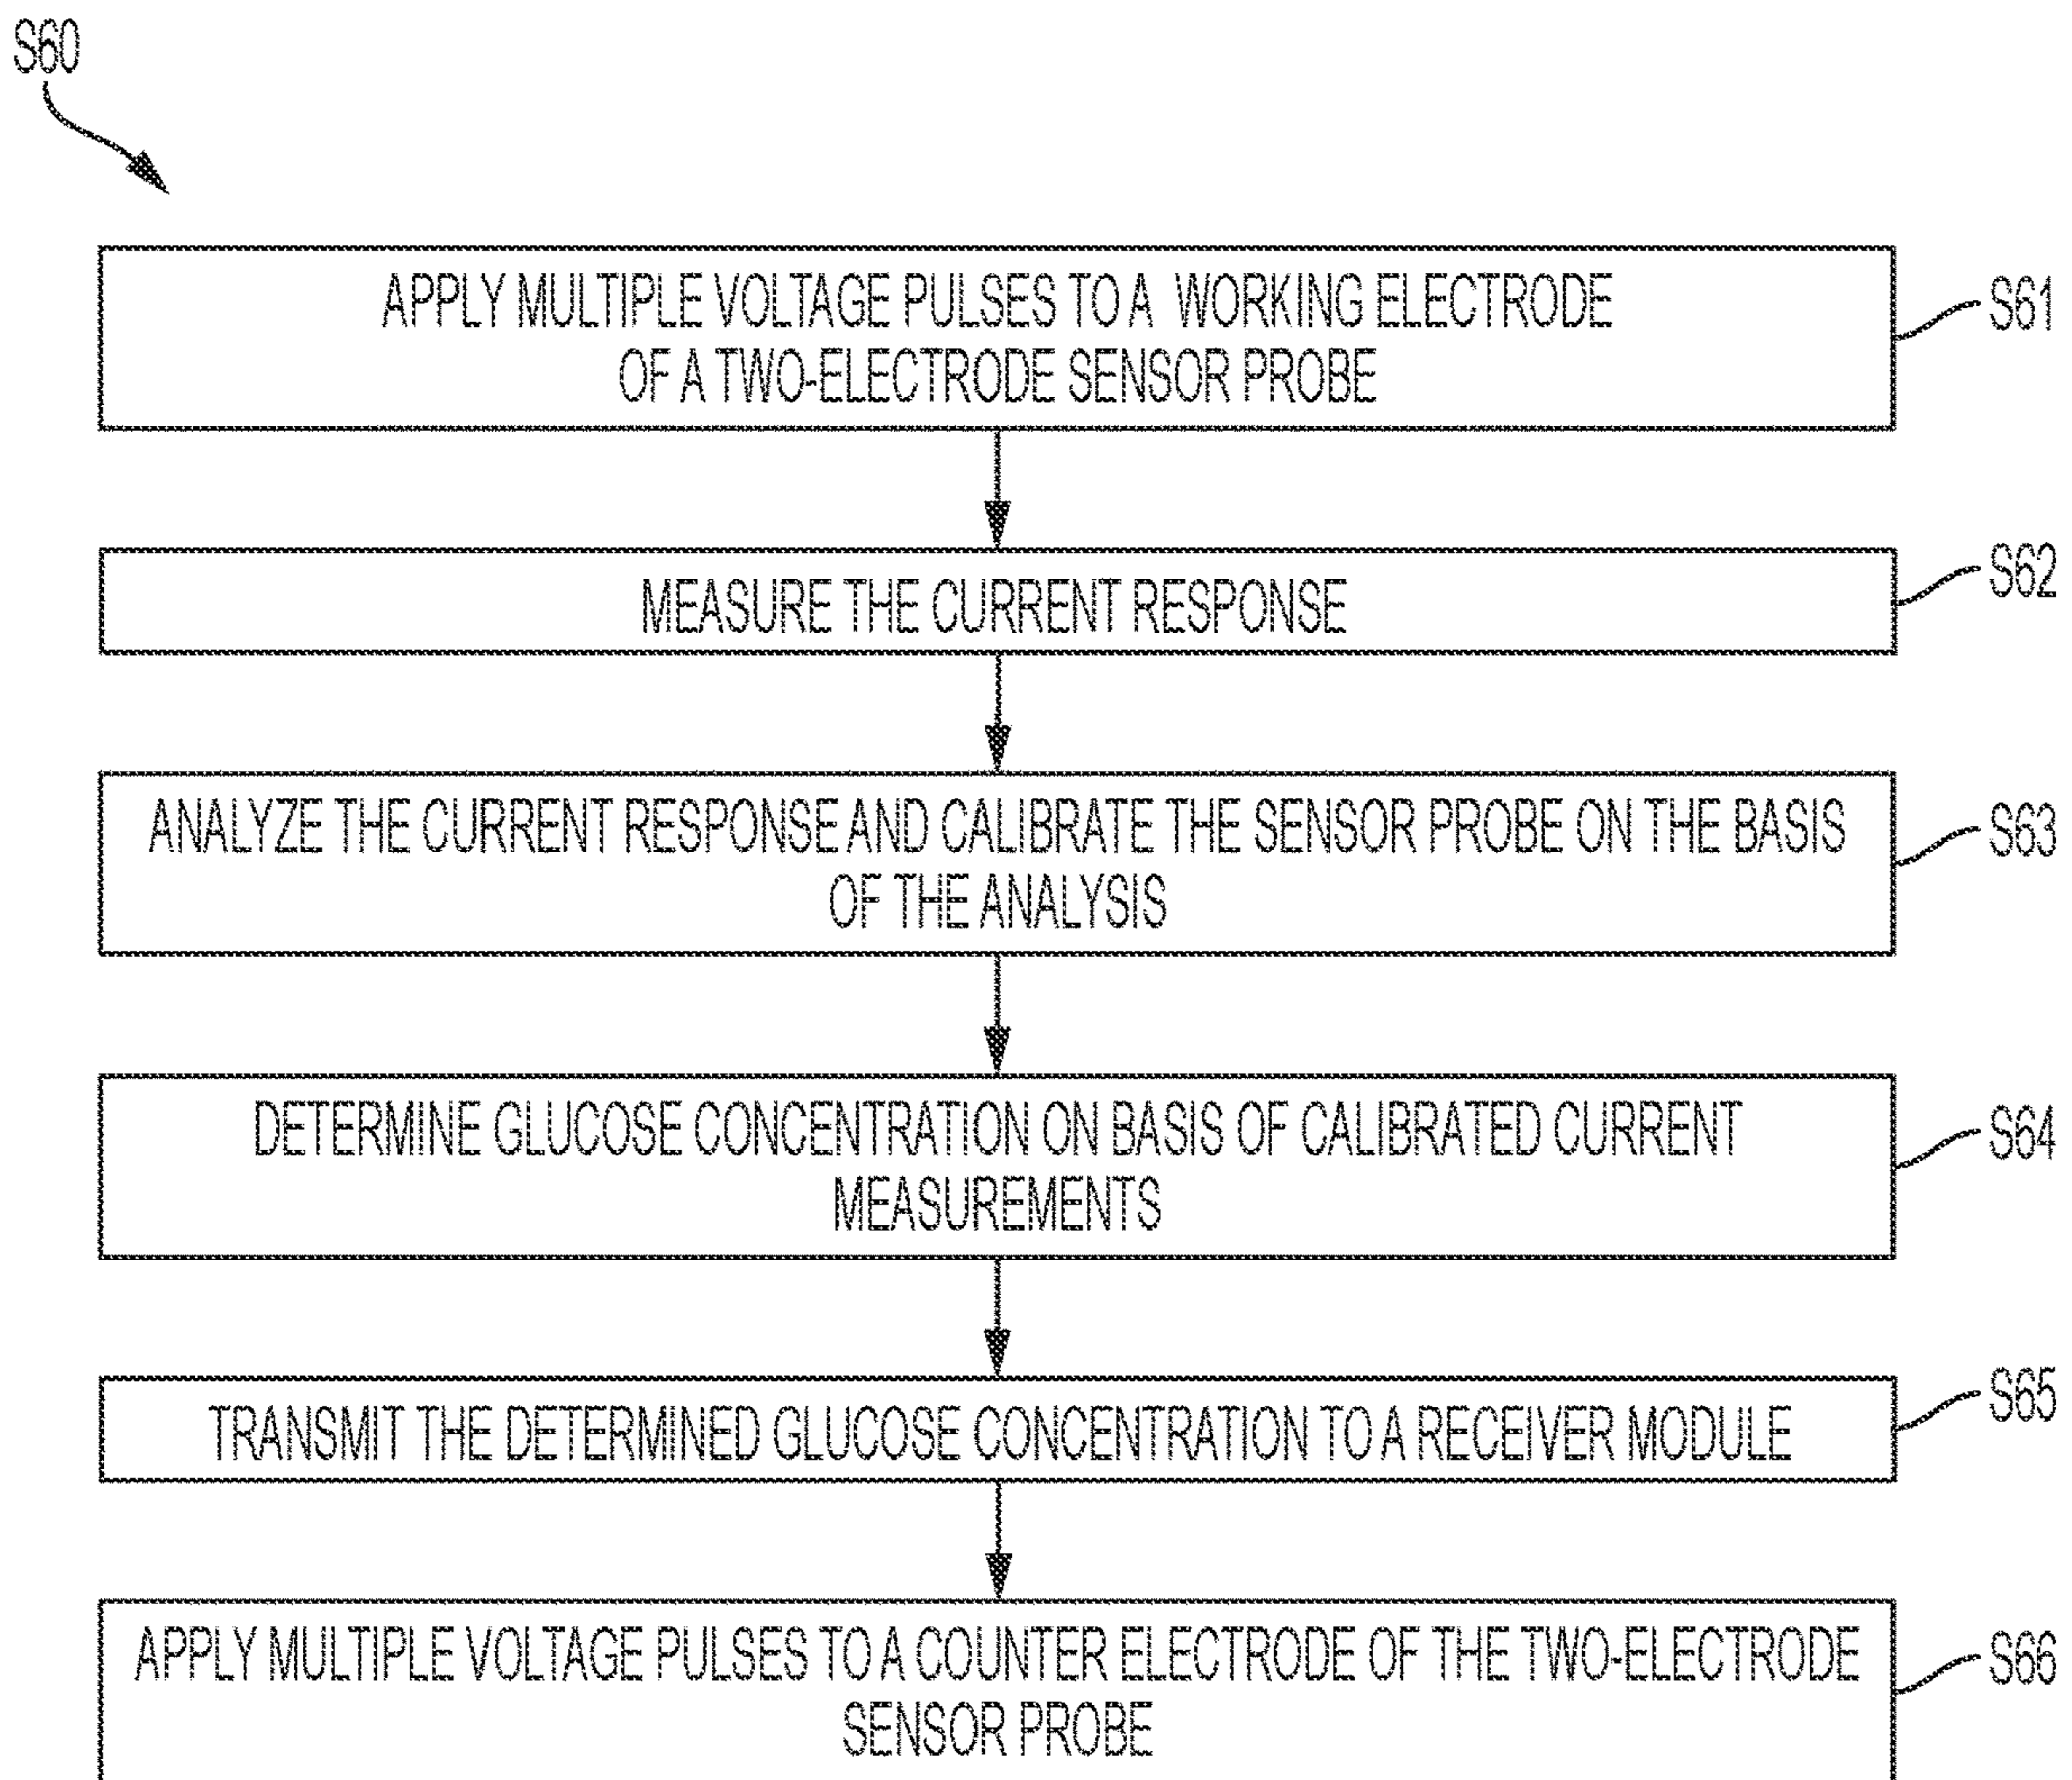 S60
APPLY MULTIPLE VOLTAGE PULSES TO A WORKING ELECTRODE
OF A TWO-ELECTRODE SENSOR PROBE
S61
MEASURE THE CURRENT RESPONSE
S62
ANALYZE THE CURRENT RESPONSE AND CALIBRATE THE SENSOR PROBE ON THE BASIS
OF THE ANALYSIS
S63
DETERMINE GLUCOSE CONCENTRATION ON BASIS OF CALIBRATED CURRENT
MEASUREMENTS
S64
TRANSMIT THE DETERMINED GLUCOSE CONCENTRATION TO A RECEIVER MODULE
S65
APPLY MULTIPLE VOLTAGE PULSES TO A COUNTER ELECTRODE OF THE TWO-ELECTRODE
SENSOR PROBE
S66